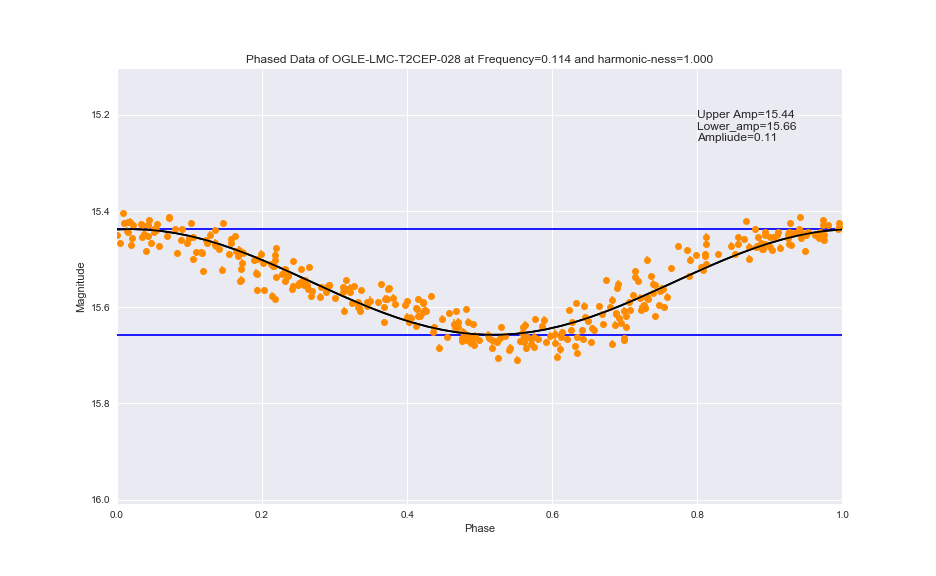 Phased Data of OGLE-LMC-T2CEP-028 at Frequency=0.114 and harmonic-ness=1.000
Upper Amp=15.44
Lower_amp=15.66
Ampliude=0.11
15.2
15.4
15.6
15.8
16.0
Magnitude
0.0
0.2
0.4
0.6
0.8
1.0
Phase